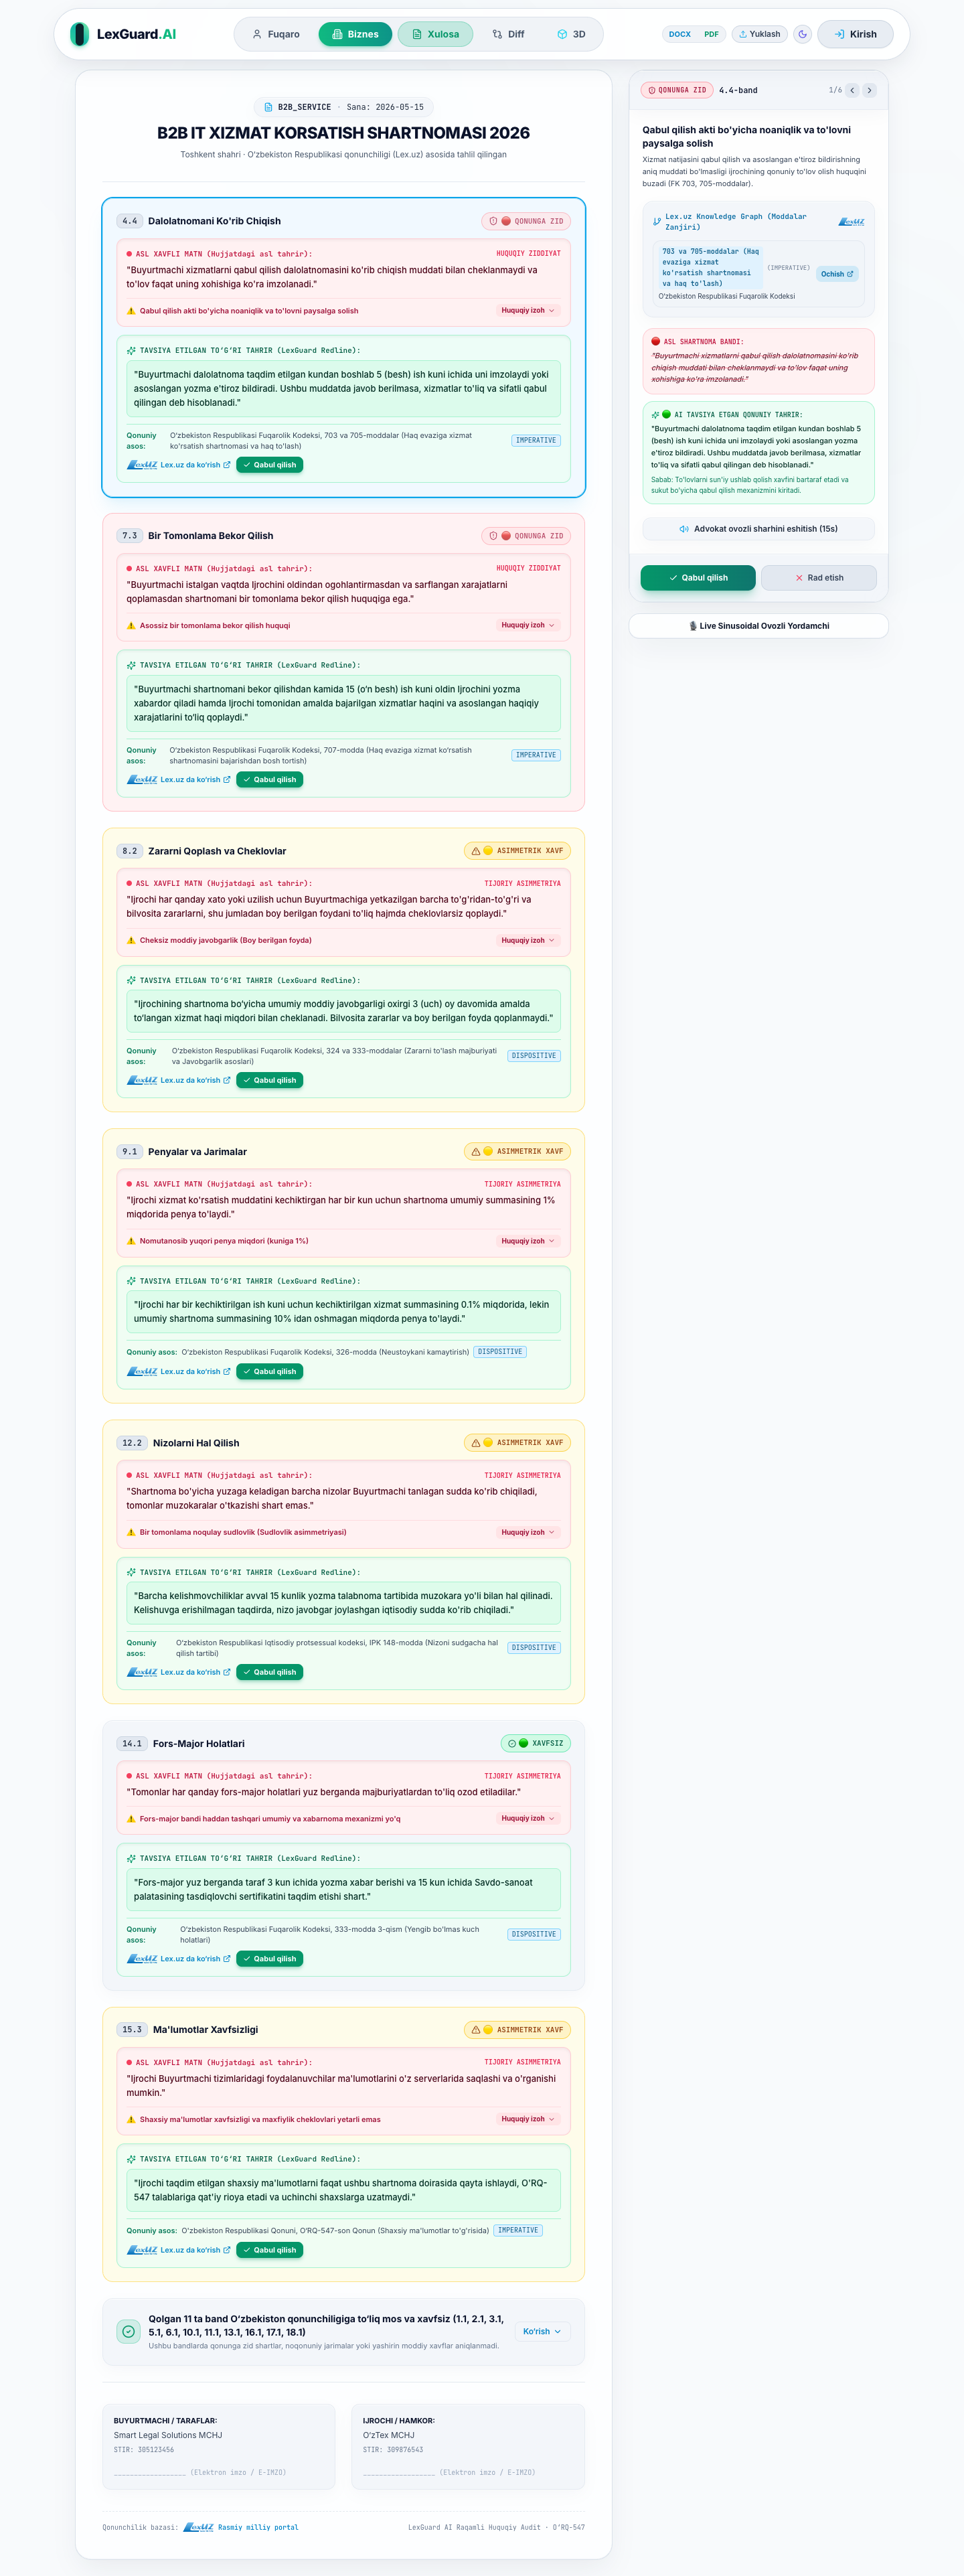 LexGuard.AI
Fuqaro
Biznes
Xulosa
Diff
3D
DOCX PDF
Yuklash
Kirish
B2B_SERVICE · Sana: 2026-05-15
B2B IT XIZMAT KORSATISH SHARTNOMASI 2026
Toshkent shahri · O'zbekiston Respublikasi qonunchiligi (Lex.uz) asosida tahlil qilingan
4.4 Dalolatnomani Ko'rib Chiqish
QONUNGA ZID
ASL XAVFLI MATN (Hujjatdagi asl tahrir):
HUQUQIY ZIDDIYAT
"Buyurtmachi xizmatlarni qabul qilish dalolatnomasini ko'rib chiqish muddati bilan cheklanmaydi va
to'lov faqat uning xohishiga ko'ra imzolanadi."
Qabul qilish akti bo'yicha noaniqlik va to'lovni paysalga solish
Huquqiy izoh
TAVSIYA ETILGAN TO'G'RI TAHRIR (LexGuard Redline):
"Buyurtmachi dalolatnoma taqdim etilgan kundan boshlab 5 (besh) ish kuni ichida uni imzolaydi yoki
asoslangan yozma e'tiroz bildiradi. Ushbu muddatda javob berilmasa, xizmatlar to'liq va sifatli qabul
qilingan deb hisoblanadi."
Qonuniy
asos:
O'zbekiston Respublikasi Fuqarolik Kodeksi, 703 va 705-moddalar (Haq evaziga xizmat
ko'rsatish shartnomasi va haq to'lash)
IMPERATIVE
LexUZ Lex.uz da ko'rish
Qabul qilish
7.3 Bir Tomonlama Bekor Qilish
QONUNGA ZID
ASL XAVFLI MATN (Hujjatdagi asl tahrir):
HUQUQIY ZIDDIYAT
"Buyurtmachi istalgan vaqtda Ijrochini oldindan ogohlantirmasdan va sarflangan xarajatlarni
qoplamasdan shartnomani bir tomonlama bekor qilish huquqiga ega."
Asossiz bir tomonlama bekor qilish huquqi
Huquqiy izoh
TAVSIYA ETILGAN TO'G'RI TAHRIR (LexGuard Redline):
"Buyurtmachi shartnomani bekor qilishdan kamida 15 (o'n besh) ish kuni oldin Ijrochini yozma
xabardor qiladi hamda Ijrochi tomonidan amalda bajarilgan xizmatlar haqini va asoslangan haqiqiy
xarajatlarini to'liq qoplaydi."
Qonuniy
asos:
O'zbekiston Respublikasi Fuqarolik Kodeksi, 707-modda (Haq evaziga xizmat ko'rsatish
shartnomasini bajarishdan bosh tortish)
IMPERATIVE
LexUZ Lex.uz da ko'rish
Qabul qilish
8.2 Zararni Qoplash va Cheklovlar
ASIMMETRIK XAVF
ASL XAVFLI MATN (Hujjatdagi asl tahrir):
TIJORIY ASIMMETRIYA
"Ijrochi har qanday xato yoki uzilish uchun Buyurtmachiga yetkazilgan barcha to'g'ridan-to'g'ri va
bilvosita zararlarni, shu jumladan boy berilgan foydani to'liq hajmda cheklovlarsiz qoplaydi."
Cheksiz moddiy javobgarlik (Boy berilgan foyda)
Huquqiy izoh
TAVSIYA ETILGAN TO'G'RI TAHRIR (LexGuard Redline):
"Ijrochining shartnoma bo'yicha umumiy moddiy javobgarligi oxirgi 3 (uch) oy davomida amalda
to'langan xizmat haqi miqdori bilan cheklanadi. Bilvosita zararlar va boy berilgan foyda qoplanmaydi."
Qonuniy
asos:
O'zbekiston Respublikasi Fuqarolik Kodeksi, 324 va 333-moddalar (Zararni to'lash majburiyati
va Javobgarlik asoslari)
DISPOSITIVE
LexUZ Lex.uz da ko'rish
Qabul qilish
9.1 Penyalar va Jarimalar
ASIMMETRIK XAVF
ASL XAVFLI MATN (Hujjatdagi asl tahrir):
TIJORIY ASIMMETRIYA
"Ijrochi xizmat ko'rsatish muddatini kechiktirgan har bir kun uchun shartnoma umumiy summasining 1%
miqdorida penya to'laydi."
Nomutanosib yuqori penya miqdori (kuniga 1%)
Huquqiy izoh
TAVSIYA ETILGAN TO'G'RI TAHRIR (LexGuard Redline):
"Ijrochi har bir kechiktirilgan ish kuni uchun kechiktirilgan xizmat summasining 0.1% miqdorida, lekin
umumiy shartnoma summasining 10% idan oshmagan miqdorda penya to'laydi."
Qonuniy asos: O'zbekiston Respublikasi Fuqarolik Kodeksi, 326-modda (Neustoykani kamaytirish) DISPOSITIVE
LexUZ Lex.uz da ko'rish
Qabul qilish
12.2 Nizolarni Hal Qilish
ASIMMETRIK XAVF
ASL XAVFLI MATN (Hujjatdagi asl tahrir):
TIJORIY ASIMMETRIYA
"Shartnoma bo'yicha yuzaga keladigan barcha nizolar Buyurtmachi tanlagan sudda ko'rib chiqiladi,
tomonlar muzokaralar o'tkazishi shart emas."
Bir tomonlama noqulay sudlovlik (Sudlovlik asimmetriyasi)
Huquqiy izoh
TAVSIYA ETILGAN TO'G'RI TAHRIR (LexGuard Redline):
"Barcha kelishmovchiliklar avval 15 kunlik yozma talabnoma tartibida muzokara yo'li bilan hal qilinadi.
Kelishuvga erishilmagan taqdirda, nizo javobgar joylashgan iqtisodiy sudda ko'rib chiqiladi."
Qonuniy
asos:
O'zbekiston Respublikasi Iqtisodiy protsessual kodeksi, IPK 148-modda (Nizoni sudgacha hal
qilish tartibi)
DISPOSITIVE
LexUZ Lex.uz da ko'rish
Qabul qilish
14.1 Fors-Major Holatlari
XAVFSIZ
ASL XAVFLI MATN (Hujjatdagi asl tahrir):
TIJORIY ASIMMETRIYA
"Tomonlar har qanday fors-major holatlari yuz berganda majburiyatlardan to'liq ozod etiladilar."
Fors-major bandi haddan tashqari umumiy va xabarnoma mexanizmi yo'q
Huquqiy izoh
TAVSIYA ETILGAN TO'G'RI TAHRIR (LexGuard Redline):
"Fors-major yuz berganda taraf 3 kun ichida yozma xabar berishi va 15 kun ichida Savdo-sanoat
palatasining tasdiqlovchi sertifikatini taqdim etishi shart."
Qonuniy
asos:
O'zbekiston Respublikasi Fuqarolik Kodeksi, 333-modda 3-qism (Yengib bo'lmas kuch
holatlari)
DISPOSITIVE
LexUZ Lex.uz da ko'rish
Qabul qilish
15.3 Ma'lumotlar Xavfsizligi
ASIMMETRIK XAVF
ASL XAVFLI MATN (Hujjatdagi asl tahrir):
TIJORIY ASIMMETRIYA
"Ijrochi Buyurtmachi tizimlaridagi foydalanuvchilar ma'lumotlarini o'z serverlarida saqlashi va o'rganishi
mumkin."
Shaxsiy ma'lumotlar xavfsizligi va maxfiylik cheklovlari yetarli emas
Huquqiy izoh
TAVSIYA ETILGAN TO'G'RI TAHRIR (LexGuard Redline):
"Ijrochi taqdim etilgan shaxsiy ma'lumotlarni faqat ushbu shartnoma doirasida qayta ishlaydi, O'RQ-
547 talablariga qat'iy rioya etadi va uchinchi shaxslarga uzatmaydi."
Qonuniy asos: O'zbekiston Respublikasi Qonuni, O'RQ-547-son Qonun (Shaxsiy ma'lumotlar to'g'risida) IMPERATIVE
LexUZ Lex.uz da ko'rish
Qabul qilish
Qolgan 11 ta band O'zbekiston qonunchiligiga to'liq mos va xavfsiz (1.1, 2.1, 3.1,
5.1, 6.1, 10.1, 11.1, 13.1, 16.1, 17.1, 18.1)
Ushbu bandlarda qonunga zid shartlar, noqonuniy jarimalar yoki yashirin moddiy xavflar aniqlanmadi.
Ko'rish
BUYURTMACHI / TARAFLAR:
Smart Legal Solutions MCHJ
STIR: 305123456
__________________ (Elektron imzo / E-IMZO)
IJROCHI / HAMKOR:
O'zTex MCHJ
STIR: 309876543
__________________ (Elektron imzo / E-IMZO)
Qonunchilik bazasi: LexUZ Rasmiy milliy portal
LexGuard AI Raqamli Huquqiy Audit · O'RQ-547
QONUNGA ZID
4.4-band
1/6
Qabul qilish akti bo'yicha noaniqlik va to'lovni
paysalga solish
Xizmat natijasini qabul qilish va asoslangan e'tiroz bildirishning
aniq muddati bo'lmasligi ijrochining qonuniy to'lov olish huquqini
buzadi (FK 703, 705-moddalar).
Lex.uz Knowledge Graph (Moddalar
Zanjiri)
LexUZ
703 va 705-moddalar (Haq
evaziga xizmat
ko'rsatish shartnomasi
va haq to'lash)
(IMPERATIVE)
Ochish
O'zbekiston Respublikasi Fuqarolik Kodeksi
ASL SHARTNOMA BANDI:
"Buyurtmachi xizmatlarni qabul qilish dalolatnomasini ko'rib
chiqish muddati bilan cheklanmaydi va to'lov faqat uning
xohishiga ko'ra imzolanadi."
AI TAVSIYA ETGAN QONUNIY TAHRIR:
"Buyurtmachi dalolatnoma taqdim etilgan kundan boshlab 5
(besh) ish kuni ichida uni imzolaydi yoki asoslangan yozma
e'tiroz bildiradi. Ushbu muddatda javob berilmasa, xizmatlar
to'liq va sifatli qabul qilingan deb hisoblanadi."
Sabab: To'lovlarni sun'iy ushlab qolish xavfini bartaraf etadi va
sukut bo'yicha qabul qilish mexanizmini kiritadi.
Advokat ovozli sharhini eshitish (15s)
Qabul qilish
Rad etish
Live Sinusoidal Ovozli Yordamchi